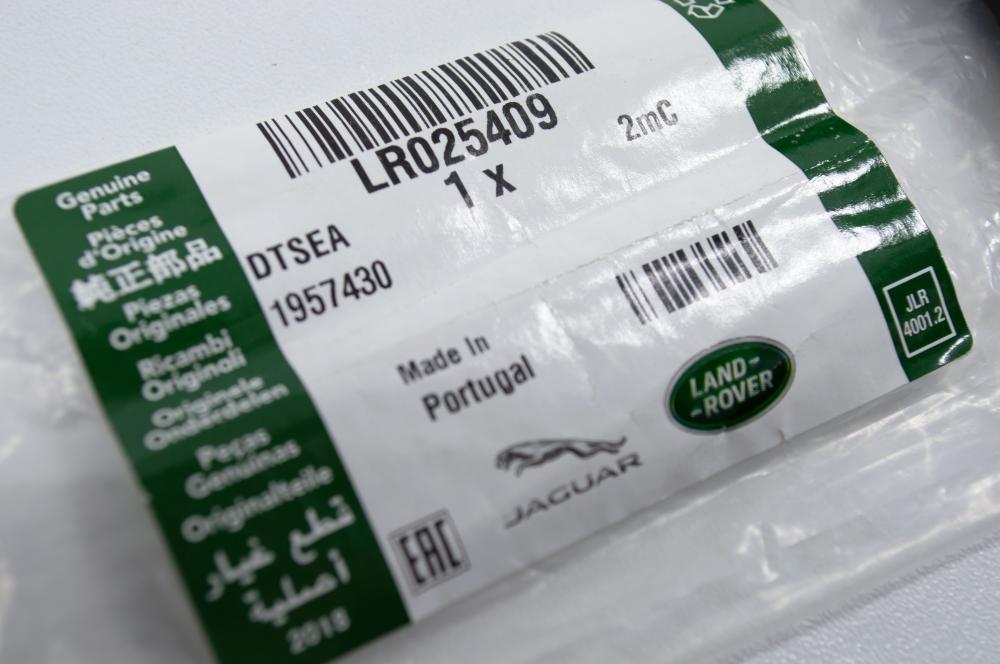 Genuine
Parts
Pièces
d'Origine
純正部品
Piezas
Originales
Ricambi
Originali
Originele
Onderdelen
Peças
Genuinas
Originalteile
قطع غيار
أصلية
2018
LR025409
1 x
2mC
DTSEA
1957430
Made In
Portugal
LAND-
-ROVER
JAGUAR
EAC
JLR
4001.2